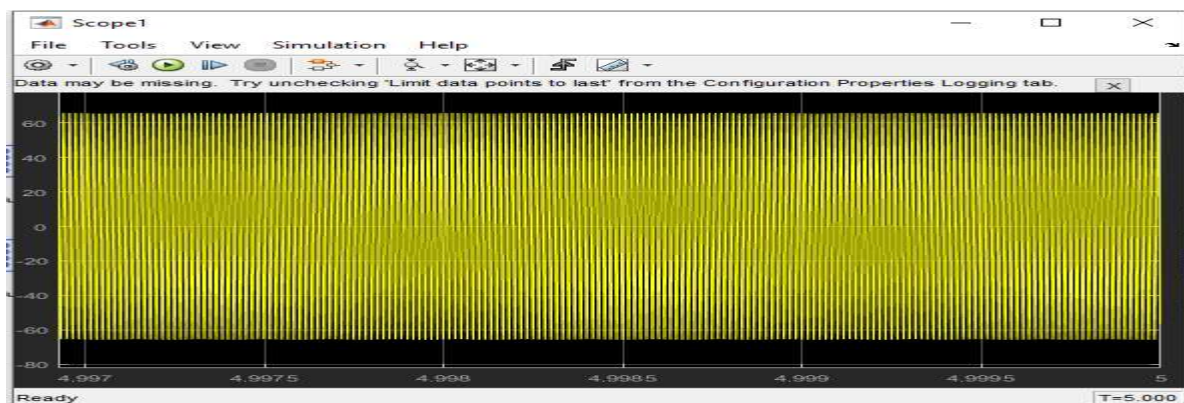 Scope1
File Tools View Simulation Help
Data may be missing. Try unchecking 'Limit data points to last' from the Configuration Properties Logging tab.
60
40
20
0
-20
-40
-60
-80
4.997 4.9975 4.998 4.9985 4.999 4.9995 5
Ready T=5.000